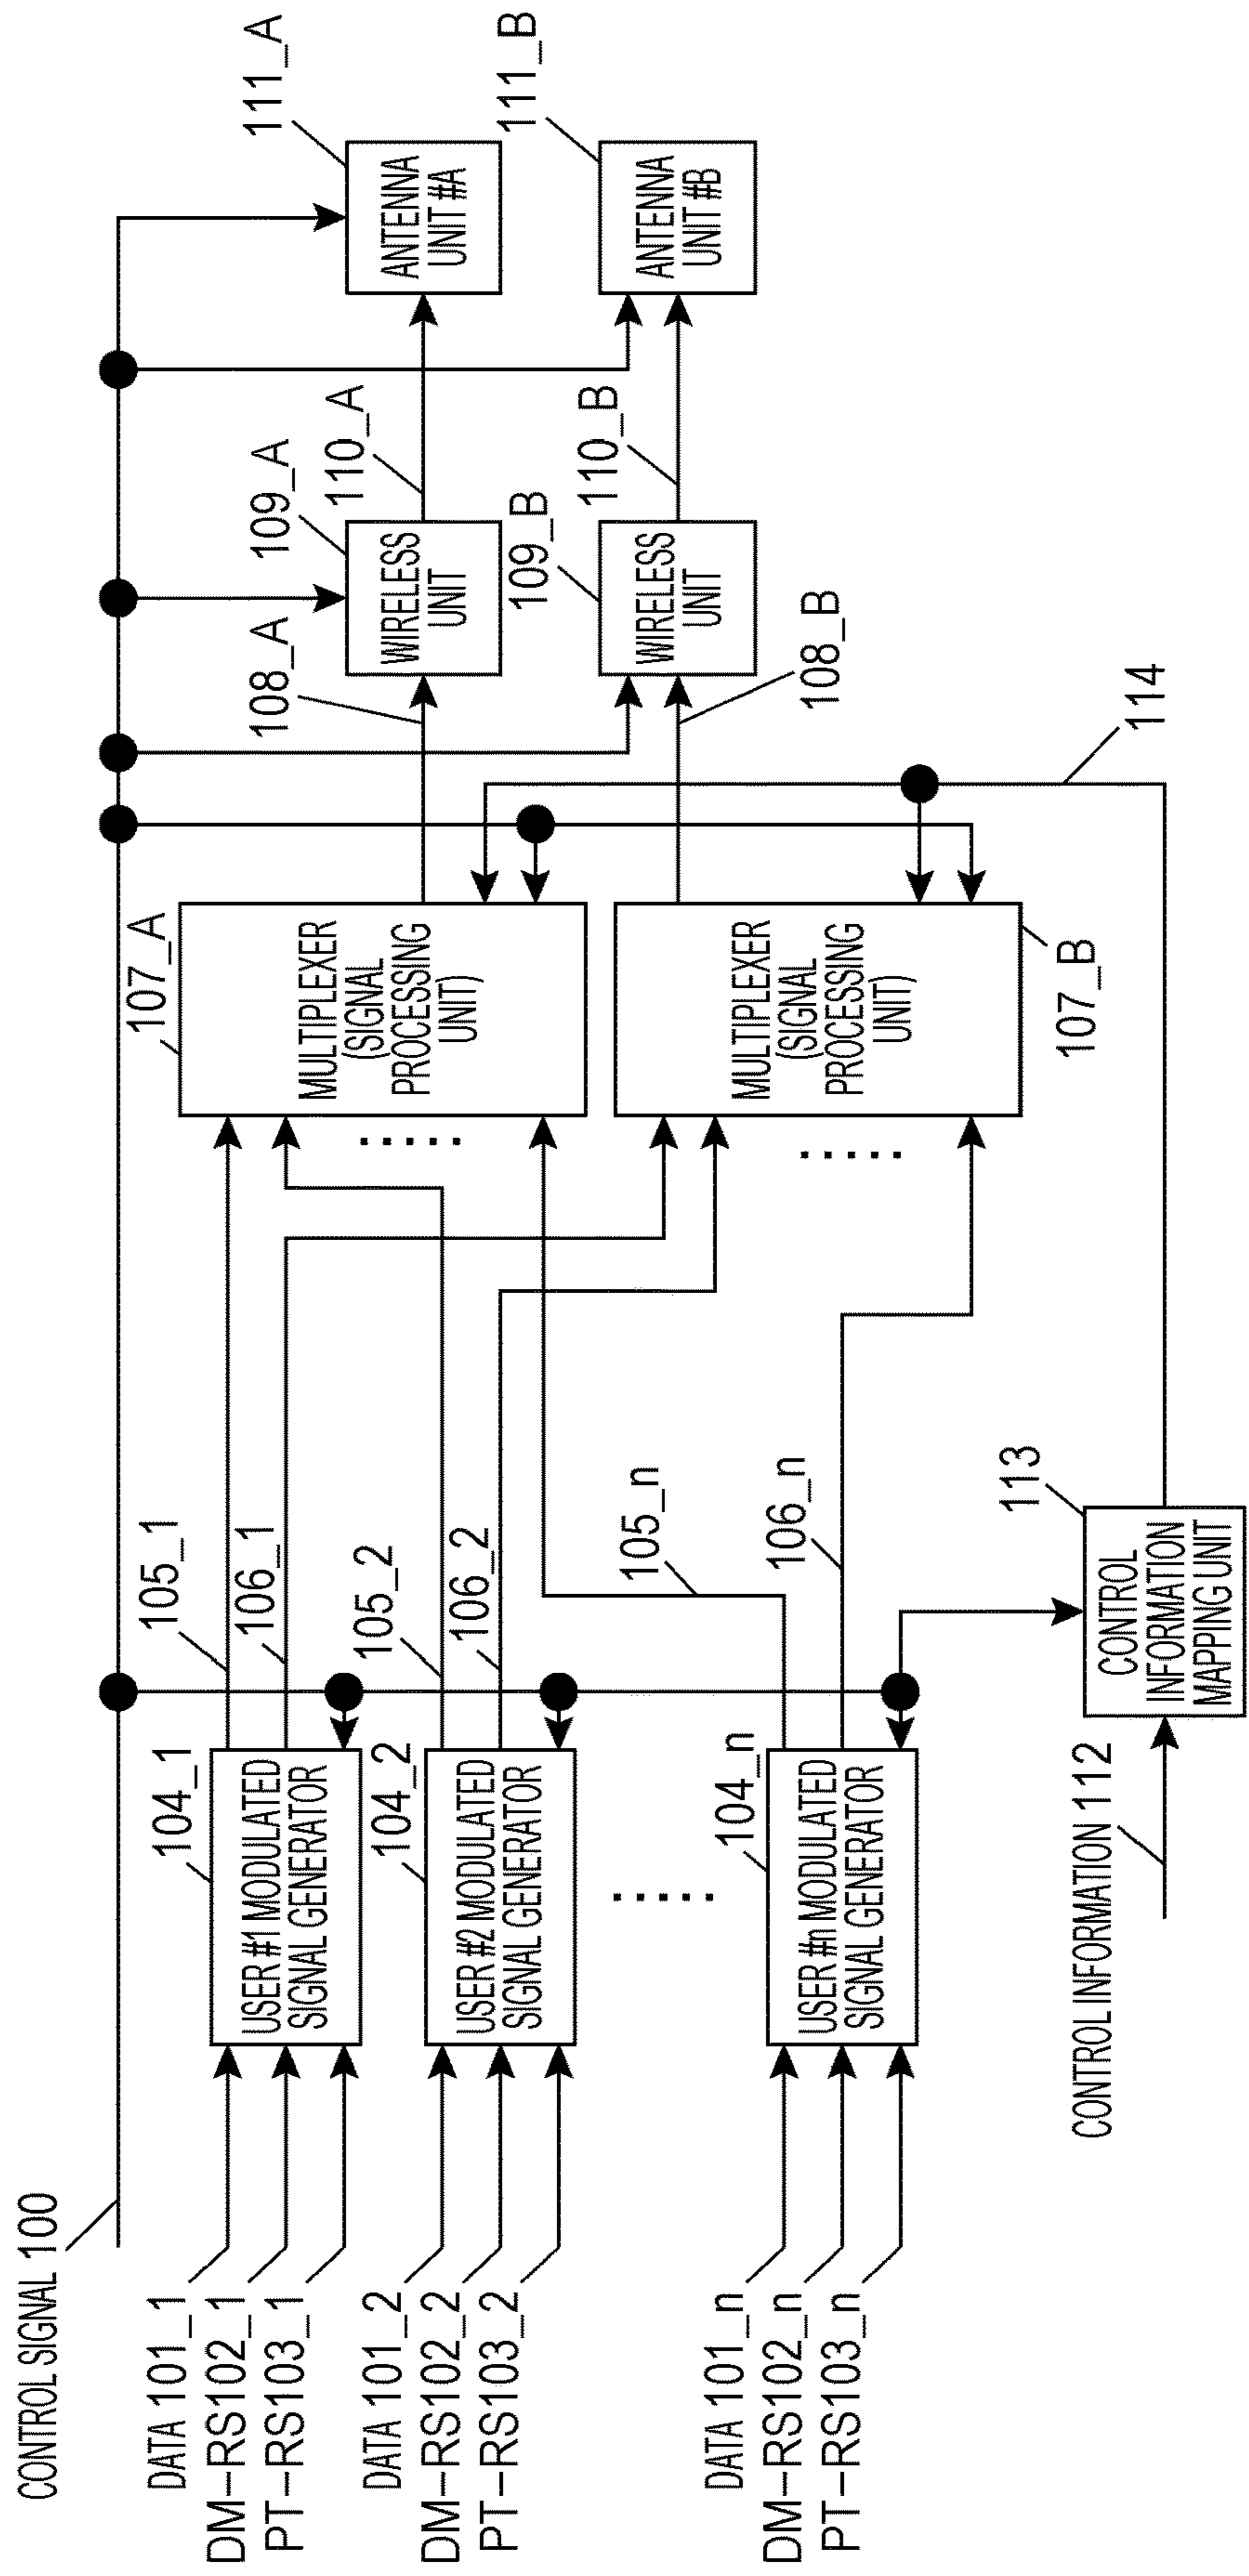 CONTROL SIGNAL 100
DATA 101_1
DM-RS102_1
PT-RS103_1
DATA 101_2
DM-RS102_2
PT-RS103_2
DATA 101_n
DM-RS102_n
PT-RS103_n
104_1
USER #1 MODULATED
SIGNAL GENERATOR
104_2
USER #2 MODULATED
SIGNAL GENERATOR
104_n
USER #n MODULATED
SIGNAL GENERATOR
CONTROL INFORMATION 112
105_1
106_1
105_2
106_2
105_n
106_n
113
CONTROL
INFORMATION
MAPPING UNIT
107_A
MULTIPLEXER
(SIGNAL
PROCESSING
UNIT)
MULTIPLEXER
(SIGNAL
PROCESSING
UNIT)
107_B
114
108_A
108_B
109_A
WIRELESS
UNIT
109_B
WIRELESS
UNIT
110_A
110_B
111_A
ANTENNA
UNIT #A
111_B
ANTENNA
UNIT #B